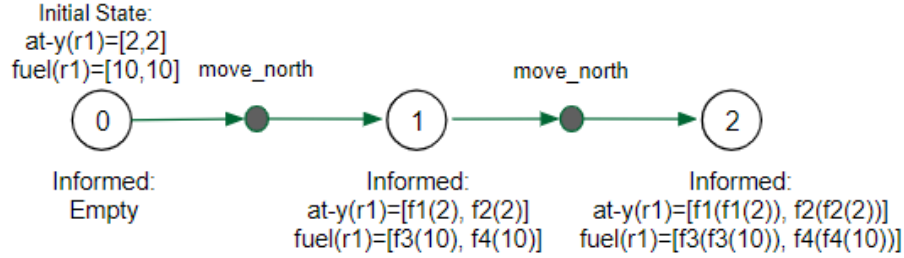 Initial State:
at-y(r1)=[2,2]
fuel(r1)=[10,10]
move_north
move_north
0
1
2
Informed:
Empty
Informed:
at-y(r1)=[f1(2), f2(2)]
fuel(r1)=[f3(10), f4(10)]
Informed:
at-y(r1)=[f1(f1(2)), f2(f2(2))]
fuel(r1)=[f3(f3(10)), f4(f4(10))]